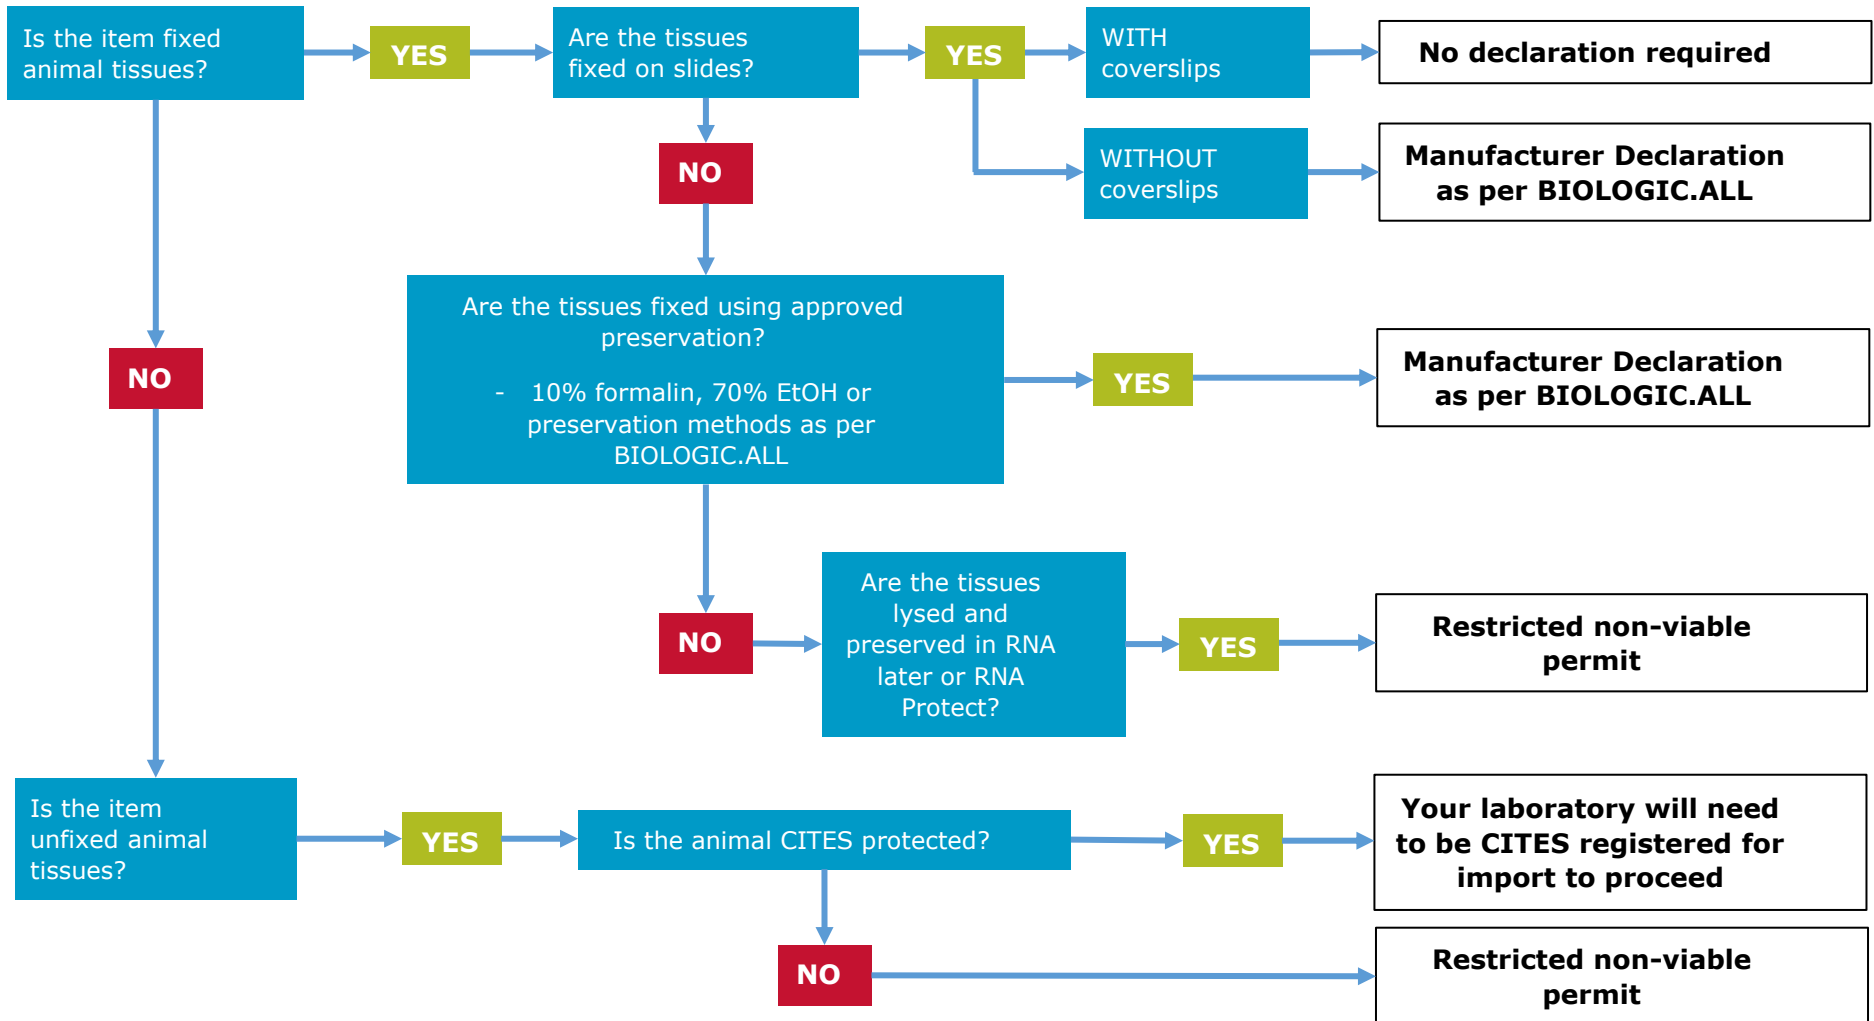 Is the item fixed
animal tissues?
YES
Are the tissues
fixed on slides?
YES
WITH
coverslips
No declaration required
WITHOUT
coverslips
Manufacturer Declaration
as per BIOLOGIC.ALL
NO
Are the tissues fixed using approved
preservation?
- 10% formalin, 70% EtOH or
preservation methods as per
BIOLOGIC.ALL
YES
Manufacturer Declaration
as per BIOLOGIC.ALL
NO
NO
Are the tissues
lysed and
preserved in RNA
later or RNA
Protect?
YES
Restricted non-viable
permit
Is the item
unfixed animal
tissues?
YES
Is the animal CITES protected?
YES
Your laboratory will need
to be CITES registered for
import to proceed
NO
Restricted non-viable
permit